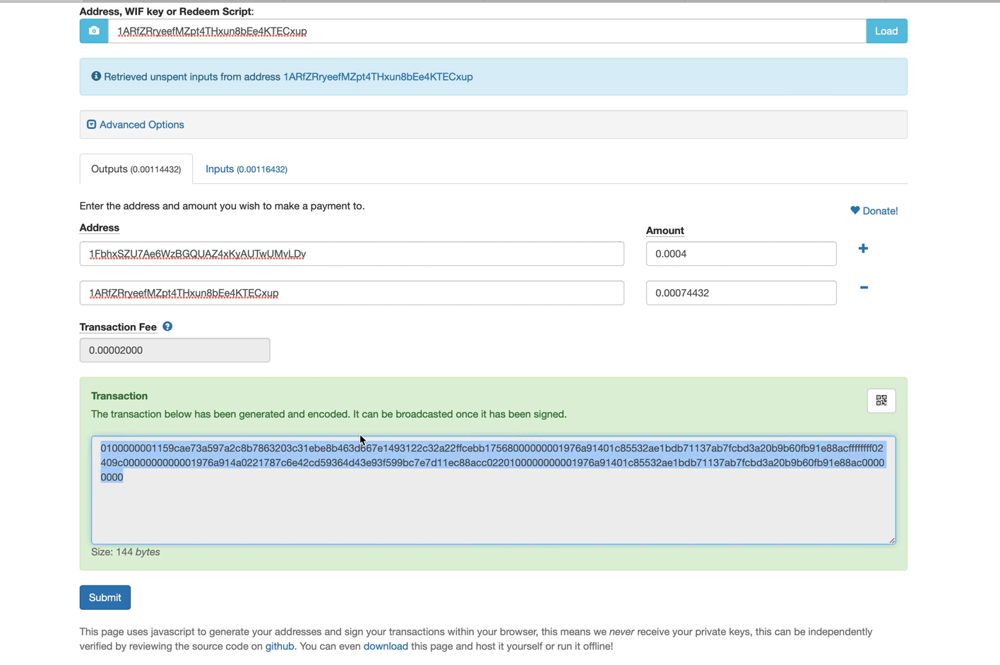 Address, WIF key or Redeem Script:
1ARfZRryeefMZpt4THxun8bEe4KTECxup
Load
Retrieved unspent inputs from address 1ARfZRryeefMZpt4THxun8bEe4KTECxup
Advanced Options
Outputs (0.00114432)
Inputs (0.00116432)
Enter the address and amount you wish to make a payment to.
Donate!
Address
Amount
1FbhxSZU7Ae6WzBGQUAZ4xKyAUTwUMvLDv
0.0004
1ARfZRryeefMZpt4THxun8bEe4KTECxup
0.00074432
Transaction Fee
0.00002000
Transaction
The transaction below has been generated and encoded. It can be broadcasted once it has been signed.
0100000001159cae73a597a2c8b7863203c31ebe8b463d667e1493122c32a22ffcebb17568000000001976a91401c85532ae1bdb71137ab7fcbd3a20b9b60fb91e88acffffffff02
409c0000000000001976a914a0221787c6e42cd59364d43e93f599bc7e7d11ec88acc0220100000000001976a91401c85532ae1bdb71137ab7fcbd3a20b9b60fb91e88ac0000
0000
Size: 144 bytes
Submit
This page uses javascript to generate your addresses and sign your transactions within your browser, this means we never receive your private keys, this can be independently
verified by reviewing the source code on github. You can even download this page and host it yourself or run it offline!